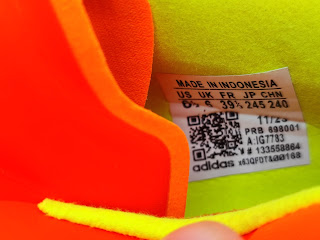 MADE IN INDONESIA
US UK FR JP CHN
6½ 6 39⅓ 245 240
11/23
PRB 698001
A:IG7783
# 133558864
adidas